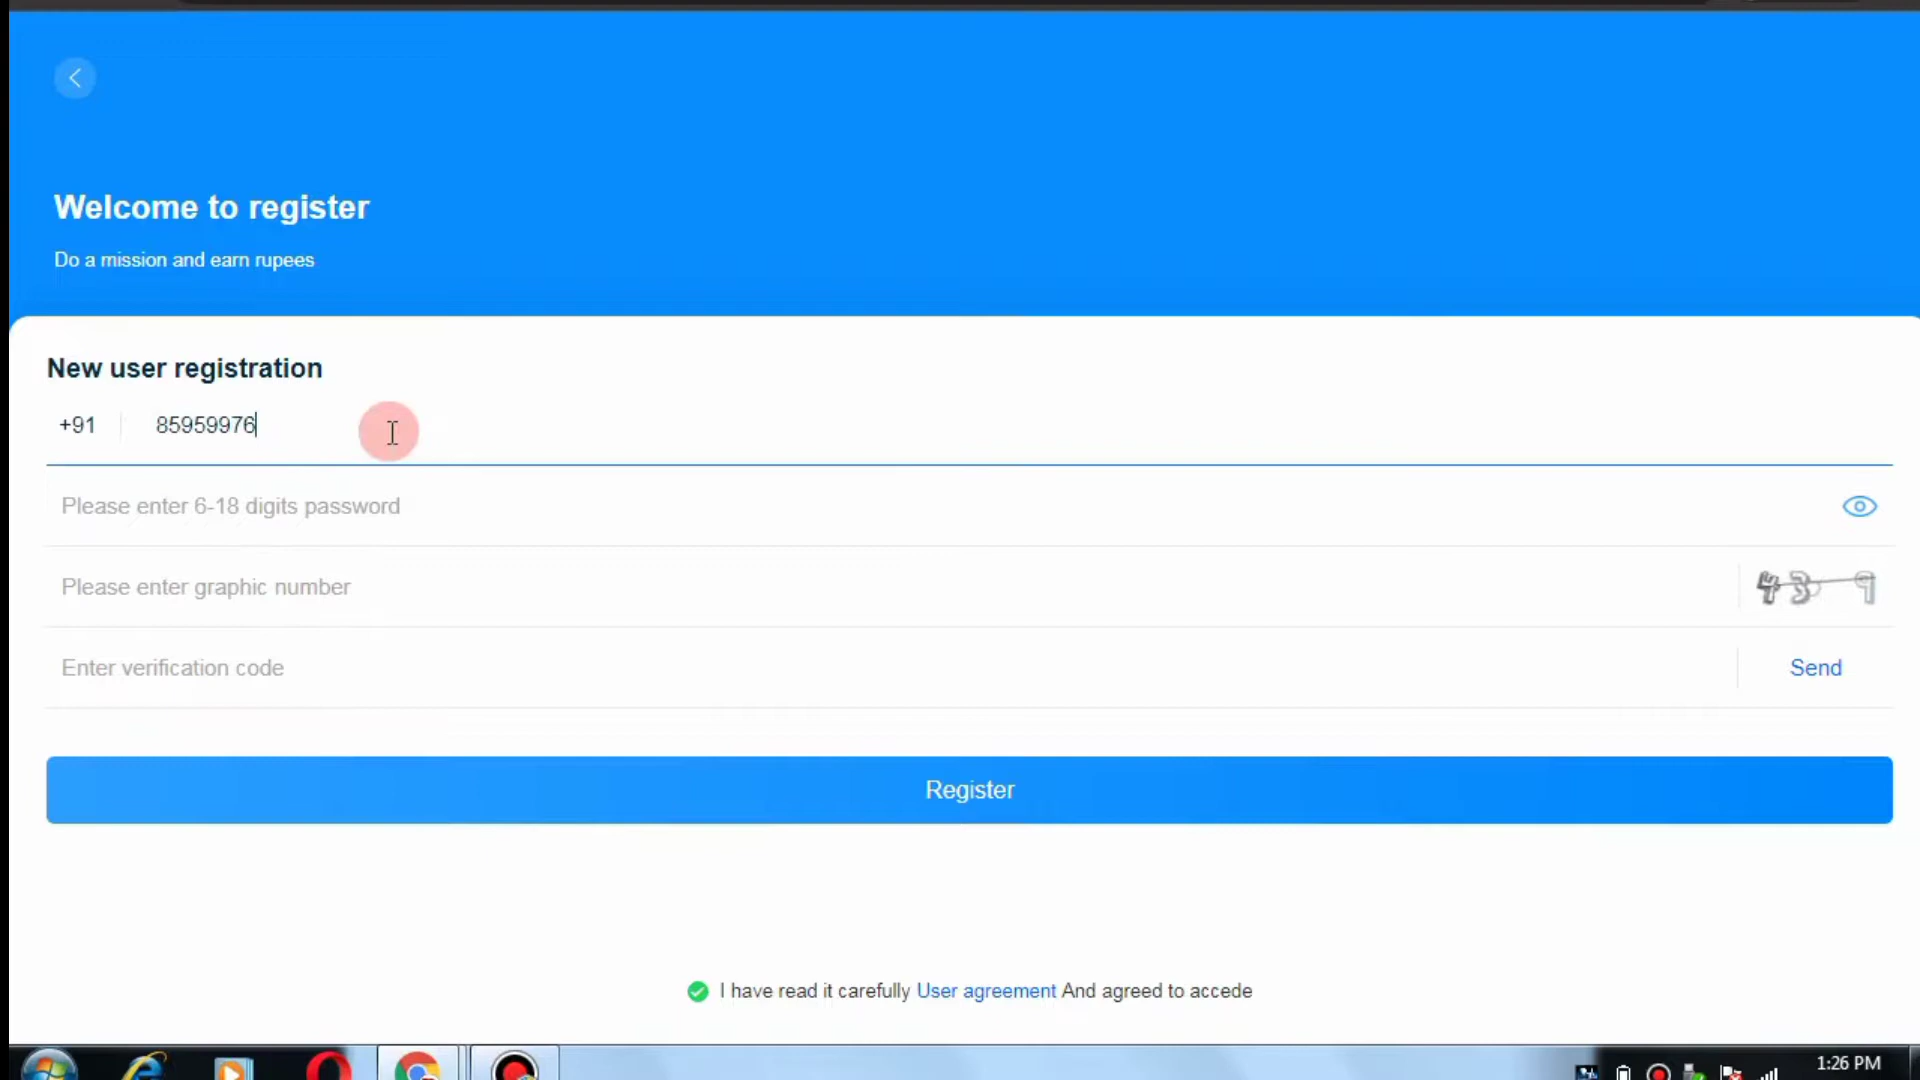 Welcome to register
Do a mission and earn rupees
New user registration
+91 85959976
Please enter 6-18 digits password
Please enter graphic number
43 9
Enter verification code
Send
Register
I have read it carefully User agreement And agreed to accede
1:26 PM